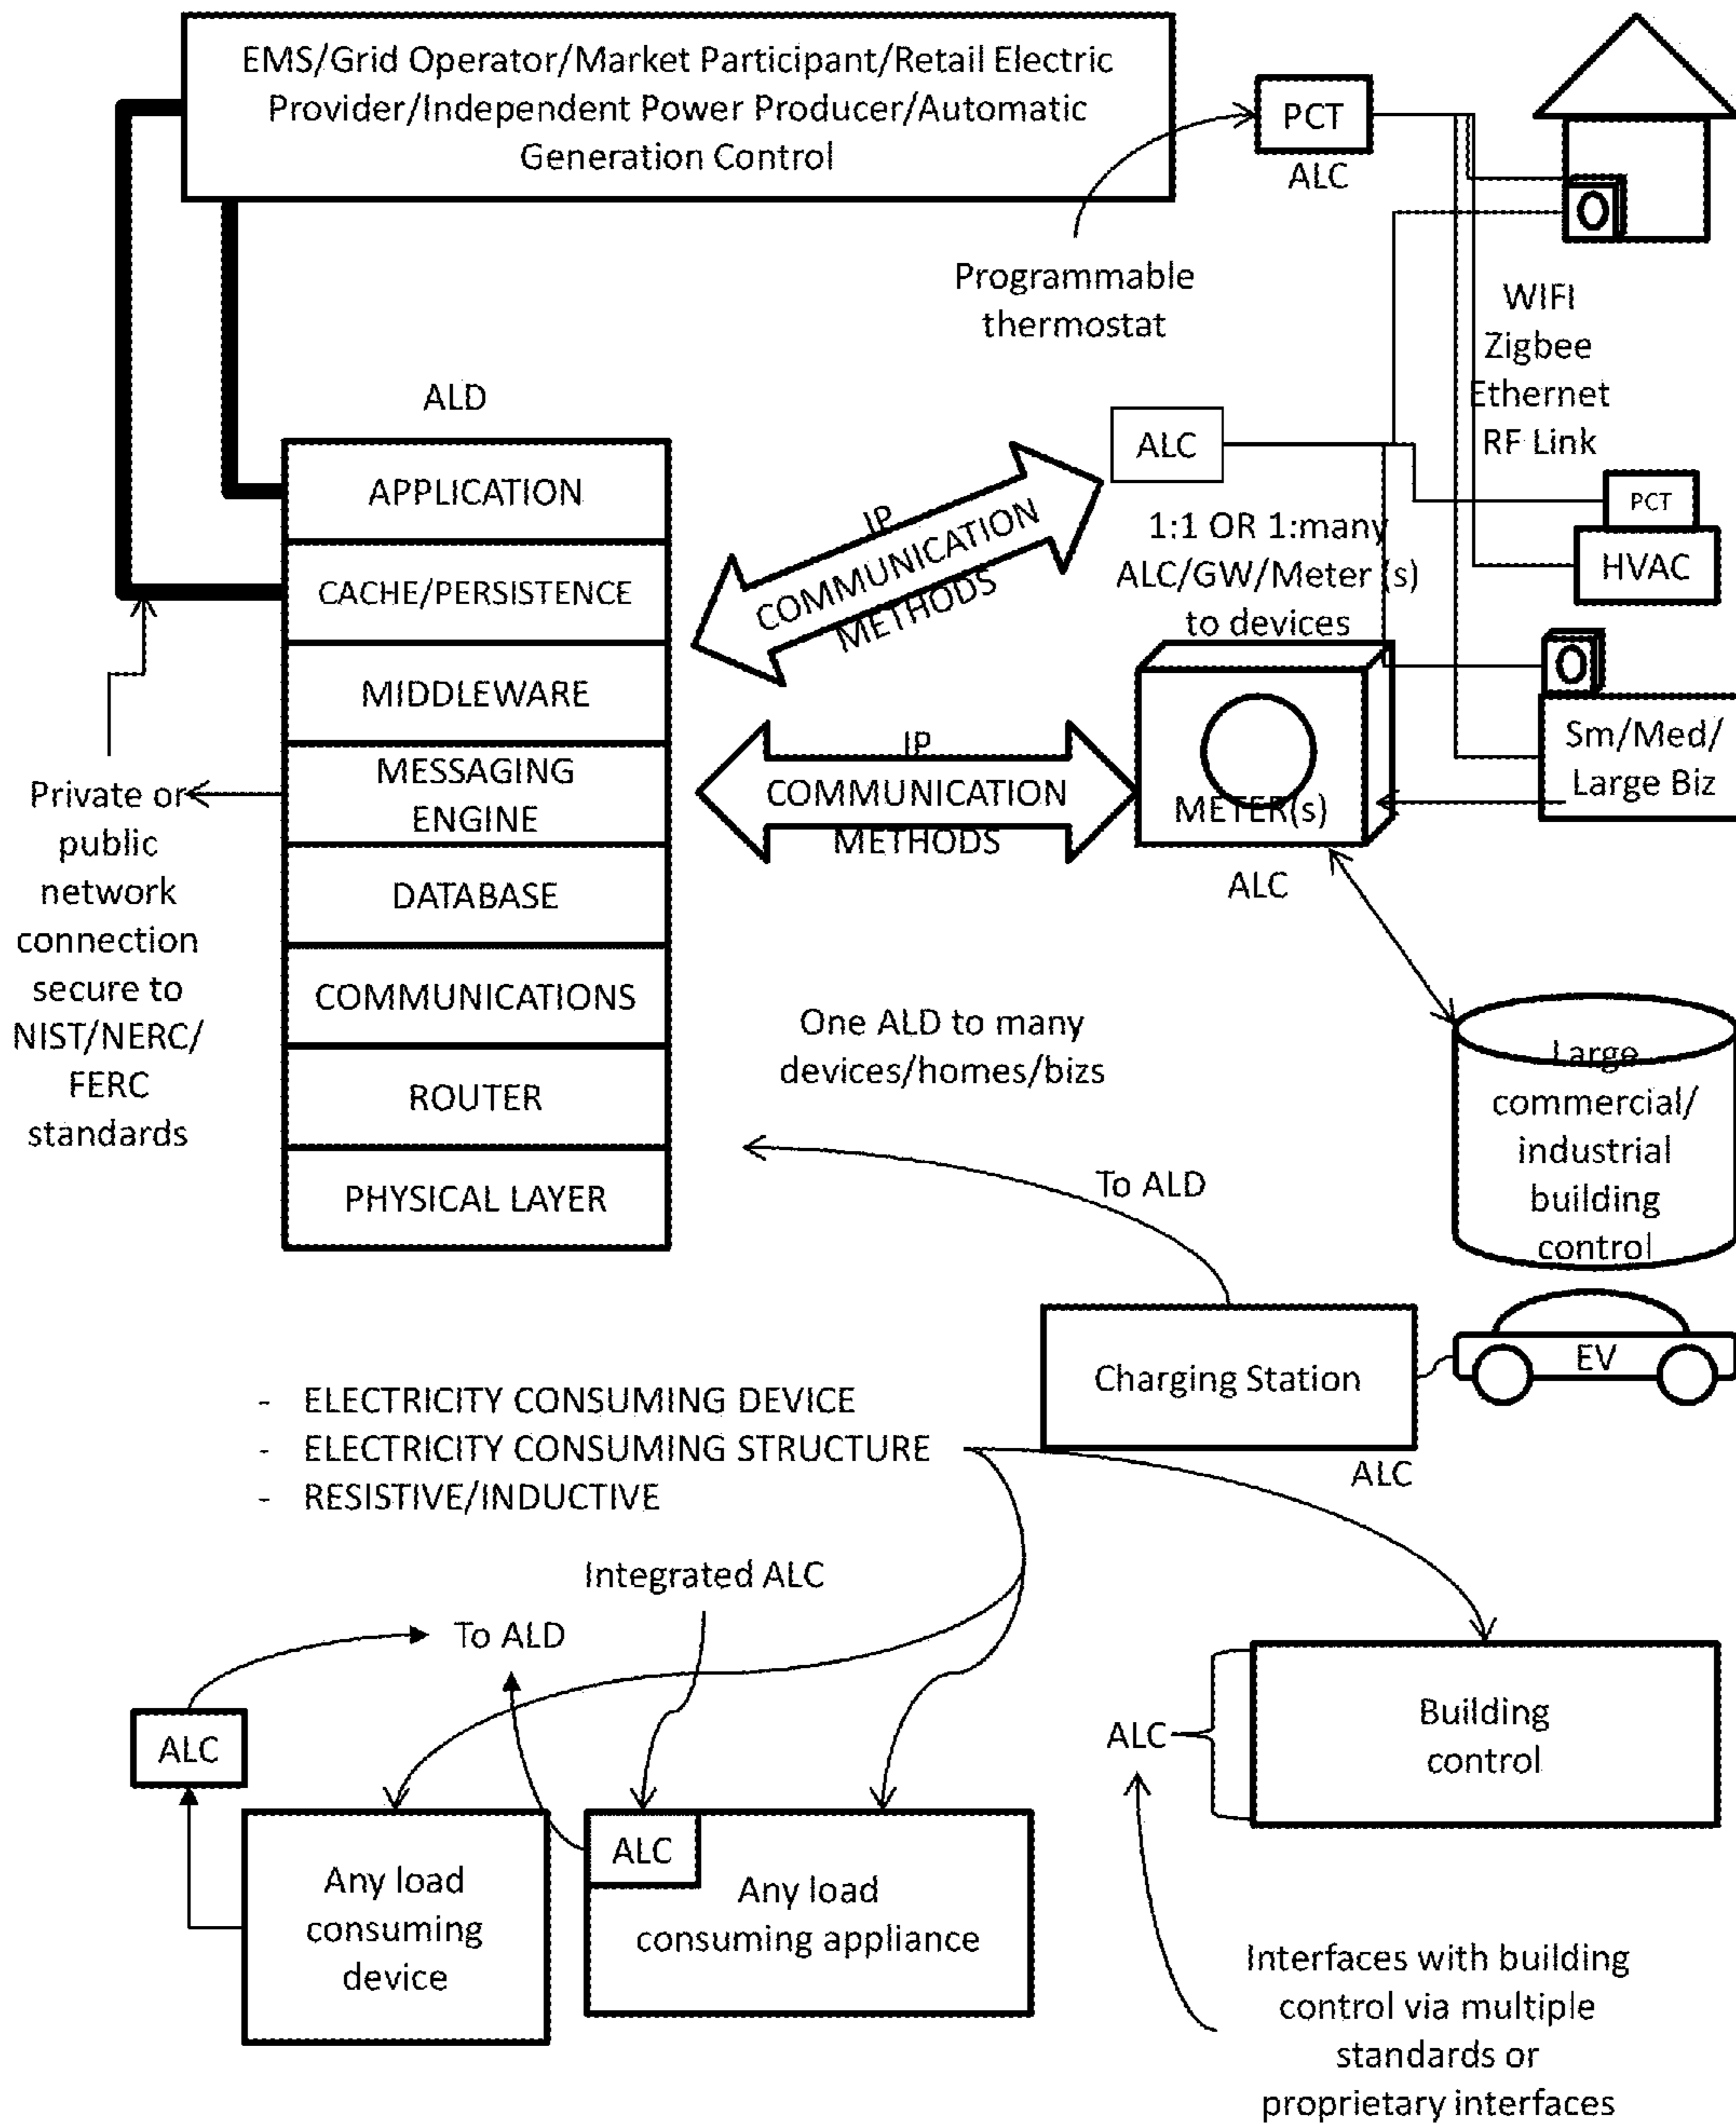 EMS/Grid Operator/Market Participant/Retail Electric
Provider/Independent Power Producer/Automatic
Generation Control
PCT
ALC
Programmable
thermostat
WIFI
Zigbee
Ethernet
RF Link
ALD
APPLICATION
CACHE/PERSISTENCE
MIDDLEWARE
MESSAGING
ENGINE
DATABASE
COMMUNICATIONS
ROUTER
PHYSICAL LAYER
IP
COMMUNICATION
METHODS
ALC
1:1 OR 1:many
ALC/GW/Meter (s)
to devices
PCT
HVAC
Sm/Med/
Large Biz
IP
COMMUNICATION
METHODS
METER(s)
ALC
Private or
public
network
connection
secure to
NIST/NERC/
FERC
standards
One ALD to many
devices/homes/bizs
Large
commercial/
industrial
building
control
To ALD
Charging Station
EV
ALC
- ELECTRICITY CONSUMING DEVICE
- ELECTRICITY CONSUMING STRUCTURE
- RESISTIVE/INDUCTIVE
Integrated ALC
To ALD
ALC
Any load
consuming
device
ALC
Any load
consuming appliance
ALC
Building
control
Interfaces with building
control via multiple
standards or
proprietary interfaces